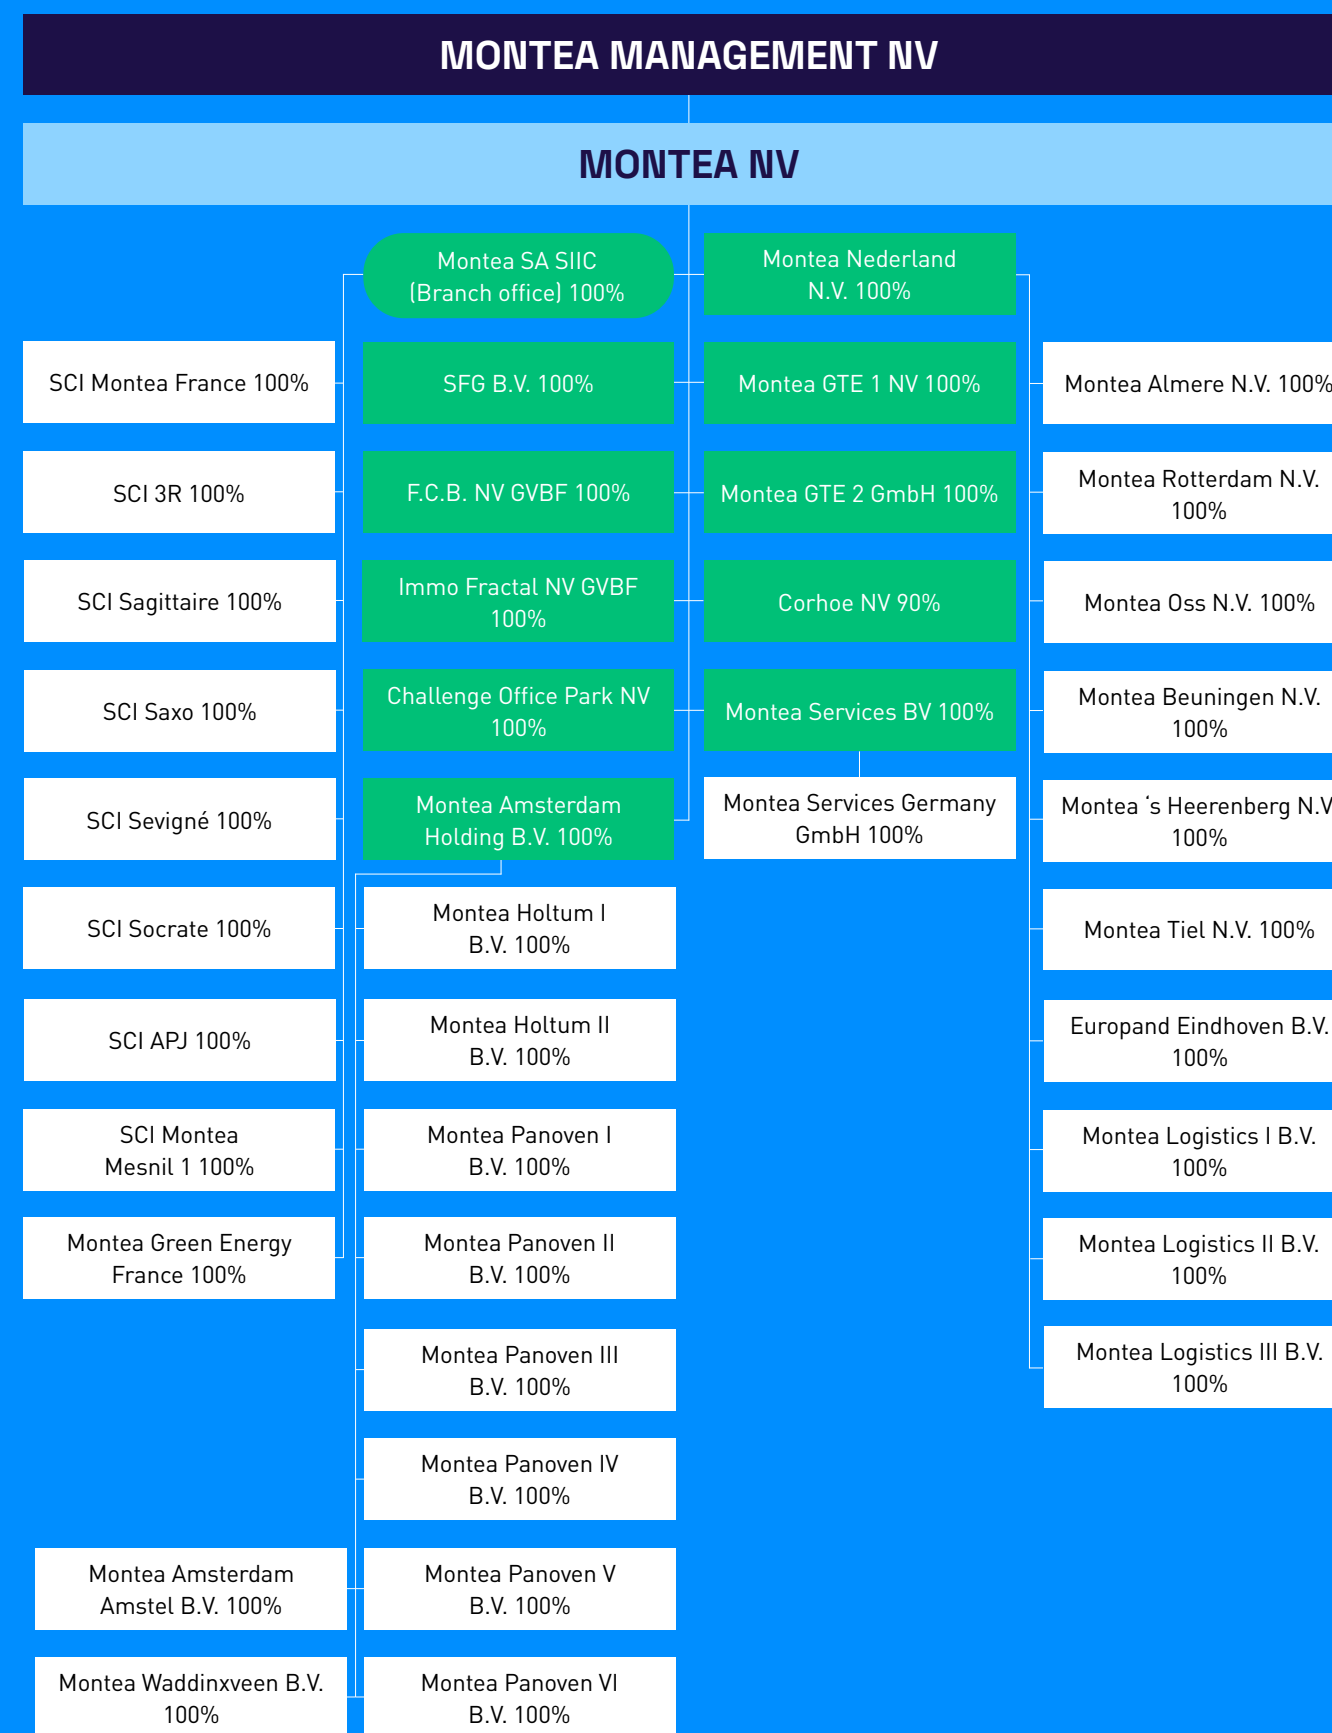 MONTEA MANAGEMENT NV
MONTEA NV
Montea SA SIIC
(Branch office) 100%
Montea Nederland
N.V. 100%
SCI Montea France 100%
SFG B.V. 100%
Montea GTE 1 NV 100%
Montea Almere N.V. 100%
SCI 3R 100%
F.C.B. NV GVBF 100%
Montea GTE 2 GmbH 100%
Montea Rotterdam N.V.
100%
SCI Sagittaire 100%
Immo Fractal NV GVBF
100%
Corhoe NV 90%
Montea Oss N.V. 100%
SCI Saxo 100%
Challenge Office Park NV
100%
Montea Services BV 100%
Montea Beuningen N.V.
100%
SCI Sevigné 100%
Montea Amsterdam
Holding B.V. 100%
Montea Services Germany
GmbH 100%
Montea ‘s Heerenberg N.V
100%
SCI Socrate 100%
Montea Holtum I
B.V. 100%
Montea Tiel N.V. 100%
SCI APJ 100%
Montea Holtum II
B.V. 100%
Europand Eindhoven B.V.
100%
SCI Montea
Mesnil 1 100%
Montea Panoven I
B.V. 100%
Montea Logistics I B.V.
100%
Montea Green Energy
France 100%
Montea Panoven II
B.V. 100%
Montea Logistics II B.V.
100%
Montea Panoven III
B.V. 100%
Montea Logistics III B.V.
100%
Montea Panoven IV
B.V. 100%
Montea Amsterdam
Amstel B.V. 100%
Montea Panoven V
B.V. 100%
Montea Waddinxveen B.V.
100%
Montea Panoven VI
B.V. 100%